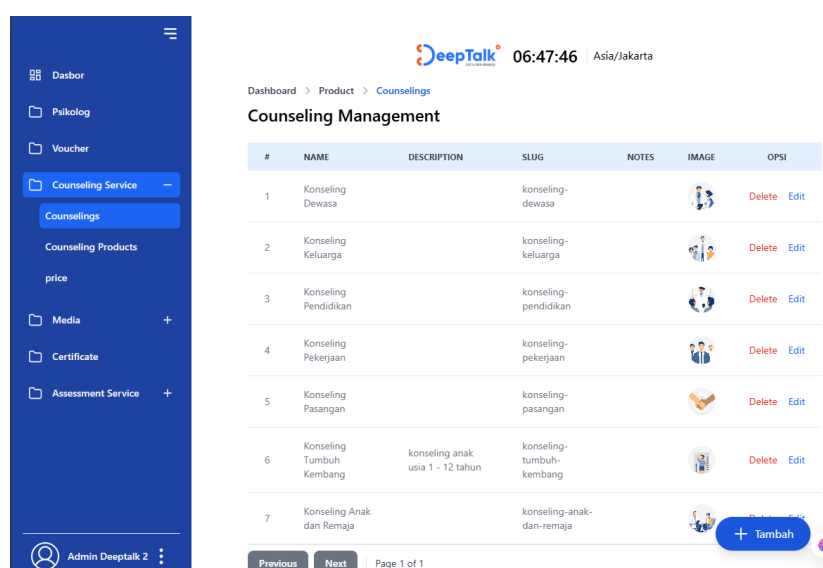 DeepTalk
06:47:46 Asia/Jakarta
Dasbor
Psikolog
Voucher
Counseling Service
Counselings
Counseling Products
price
Media
Certificate
Assessment Service
Admin Deeptalk 2
Dashboard > Product > Counselings
Counseling Management
# NAME DESCRIPTION SLUG NOTES IMAGE OPSI
1 Konseling konseling- Delete Edit
Dewasa dewasa
2 Konseling konseling- Delete Edit
Keluarga keluarga
3 Konseling konseling- Delete Edit
Pendidikan pendidikan
4 Konseling konseling- Delete Edit
Pekerjaan pekerjaan
5 Konseling konseling- Delete Edit
Pasangan pasangan
6 Konseling konseling anak konseling- Delete Edit
Tumbuh usia 1 - 12 tahun tumbuh-
Kembang kembang
7 Konseling Anak konseling-anak-
dan Remaja dan-remaja
+ Tambah
Previous Next Page 1 of 1